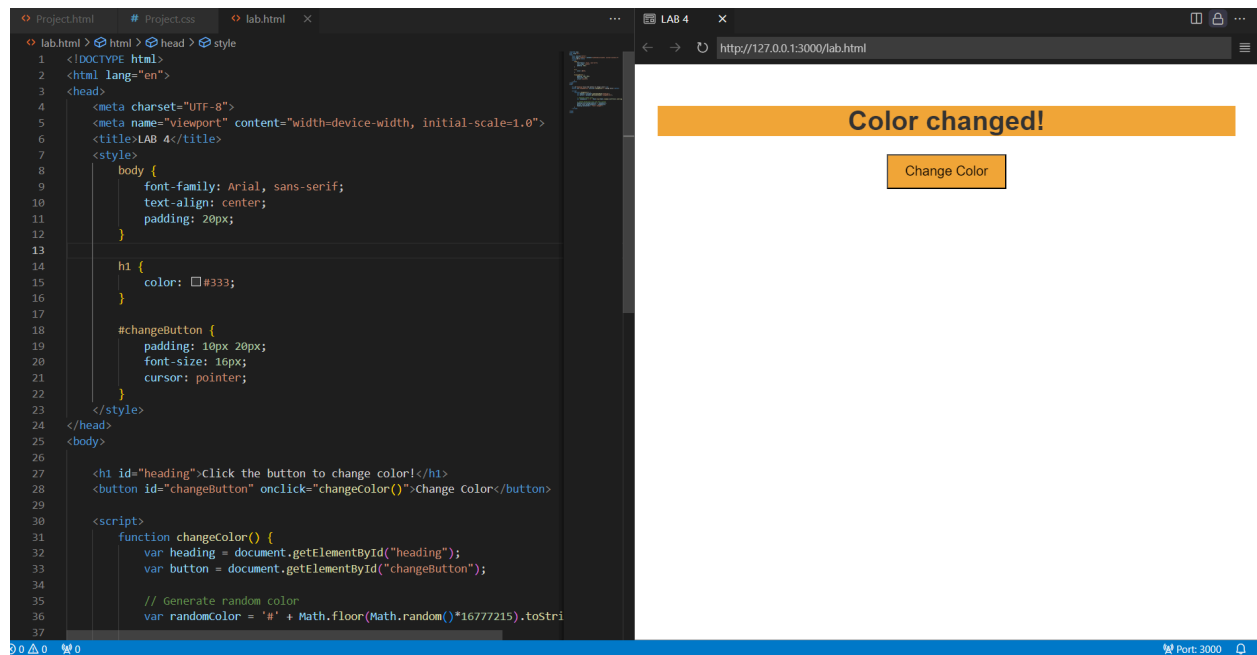 Project.html
# Project.css
lab.html
LAB 4
lab.html > html > head > style
http://127.0.0.1:3000/lab.html
1 <!DOCTYPE html>
2 <html lang="en">
3 <head>
4 <meta charset="UTF-8">
5 <meta name="viewport" content="width=device-width, initial-scale=1.0">
6 <title>LAB 4</title>
7 <style>
8 body {
9 font-family: Arial, sans-serif;
10 text-align: center;
11 padding: 20px;
12 }
13
14 h1 {
15 color: #333;
16 }
17
18 #changeButton {
19 padding: 10px 20px;
20 font-size: 16px;
21 cursor: pointer;
22 }
23 </style>
24 </head>
25 <body>
26
27 <h1 id="heading">Click the button to change color!</h1>
28 <button id="changeButton" onclick="changeColor()">Change Color</button>
29
30 <script>
31 function changeColor() {
32 var heading = document.getElementById("heading");
33 var button = document.getElementById("changeButton");
34
35 // Generate random color
36 var randomColor = '#' + Math.floor(Math.random()*16777215).toStri
37
Color changed!
Change Color
0 0 0
Port: 3000